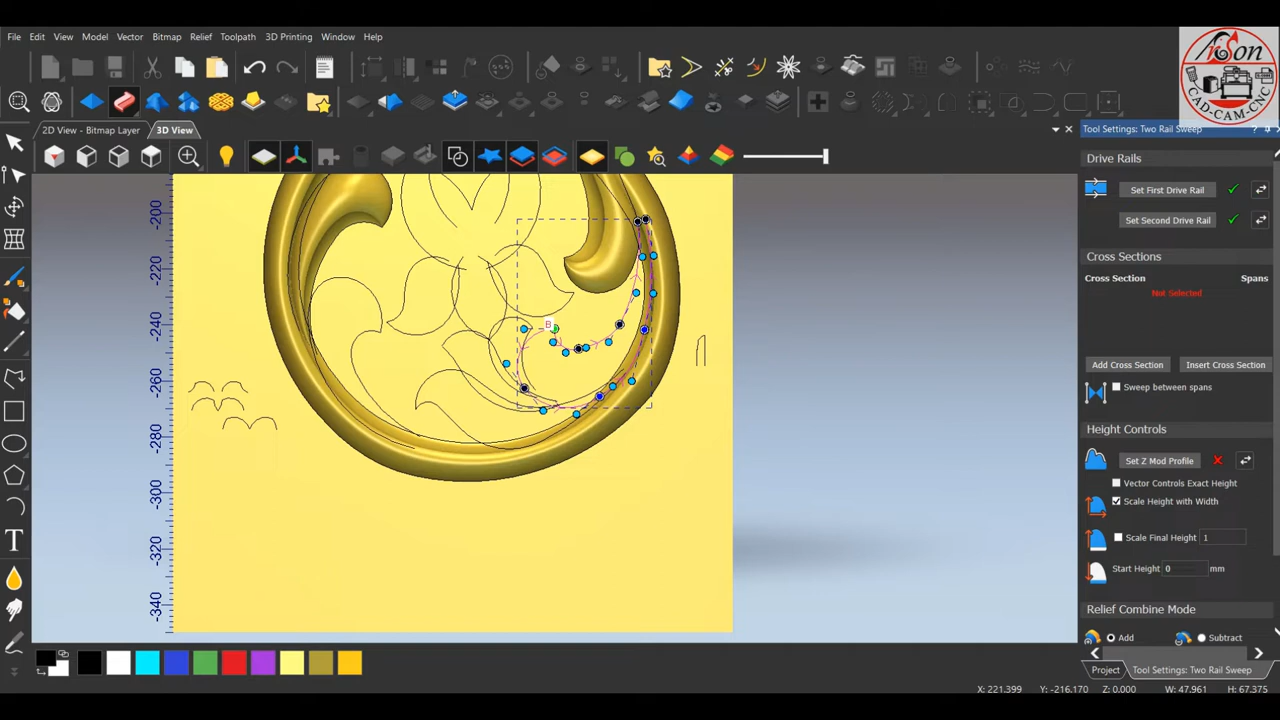 File Edit View Model Vector Bitmap Relief Toolpath 3D Printing Window Help
CAD-CAM-CNC
2D View - Bitmap Layer 3D View
Tool Settings: Two Rail Sweep ?
Drive Rails
Set First Drive Rail
Set Second Drive Rail
Cross Sections
Cross Section Spans
Not Selected
Add Cross Section Insert Cross Section
Sweep between spans
Height Controls
Set Z Mod Profile
Vector Controls Exact Height
Scale Height with Width
Scale Final Height 1
Start Height 0 mm
Relief Combine Mode
Add Subtract
Project Tool Settings: Two Rail Sweep
X: 221.399 Y: -216.170 Z: 0.000 W: 47.961 H: 67.375
-200
-220
-240
-260
-280
-300
-320
-340
B